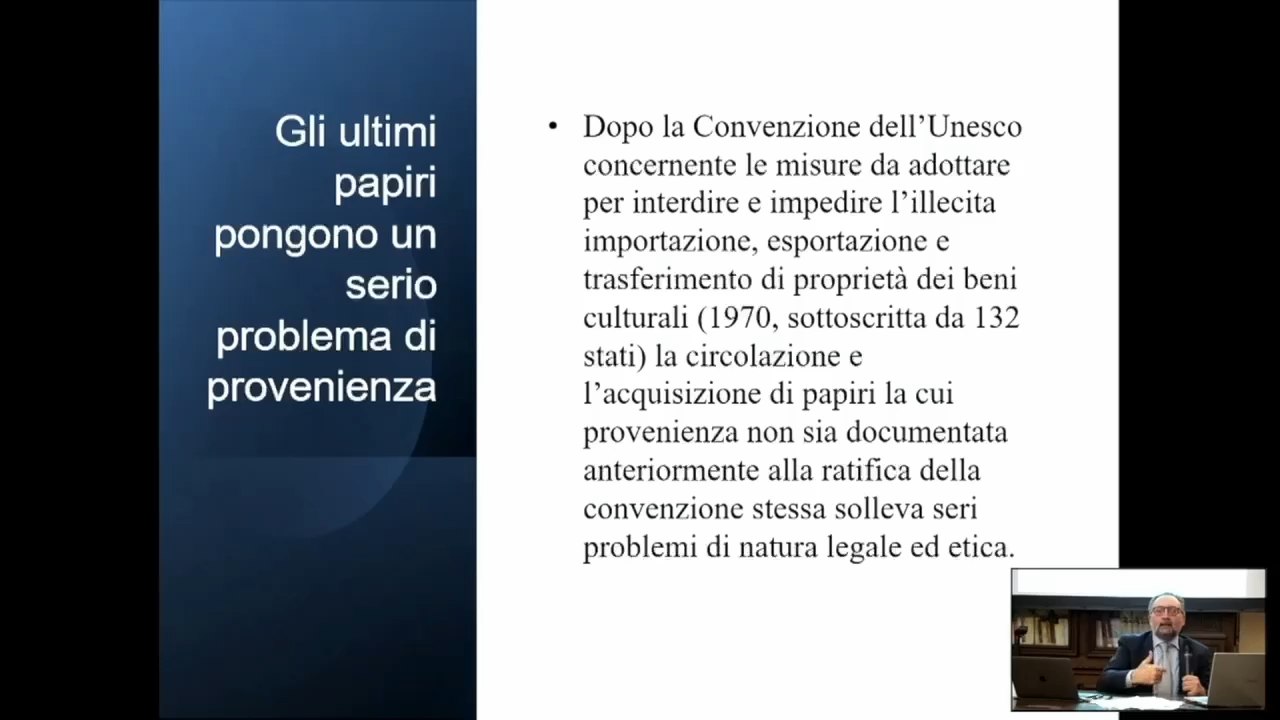 Gli ultimi
papiri
pongono un
serio
problema di
provenienza
• Dopo la Convenzione dell’Unesco
concernente le misure da adottare
per interdire e impedire l’illecita
importazione, esportazione e
trasferimento di proprietà dei beni
culturali (1970, sottoscritta da 132
stati) la circolazione e
l’acquisizione di papiri la cui
provenienza non sia documentata
anteriormente alla ratifica della
convenzione stessa solleva seri
problemi di natura legale ed etica.